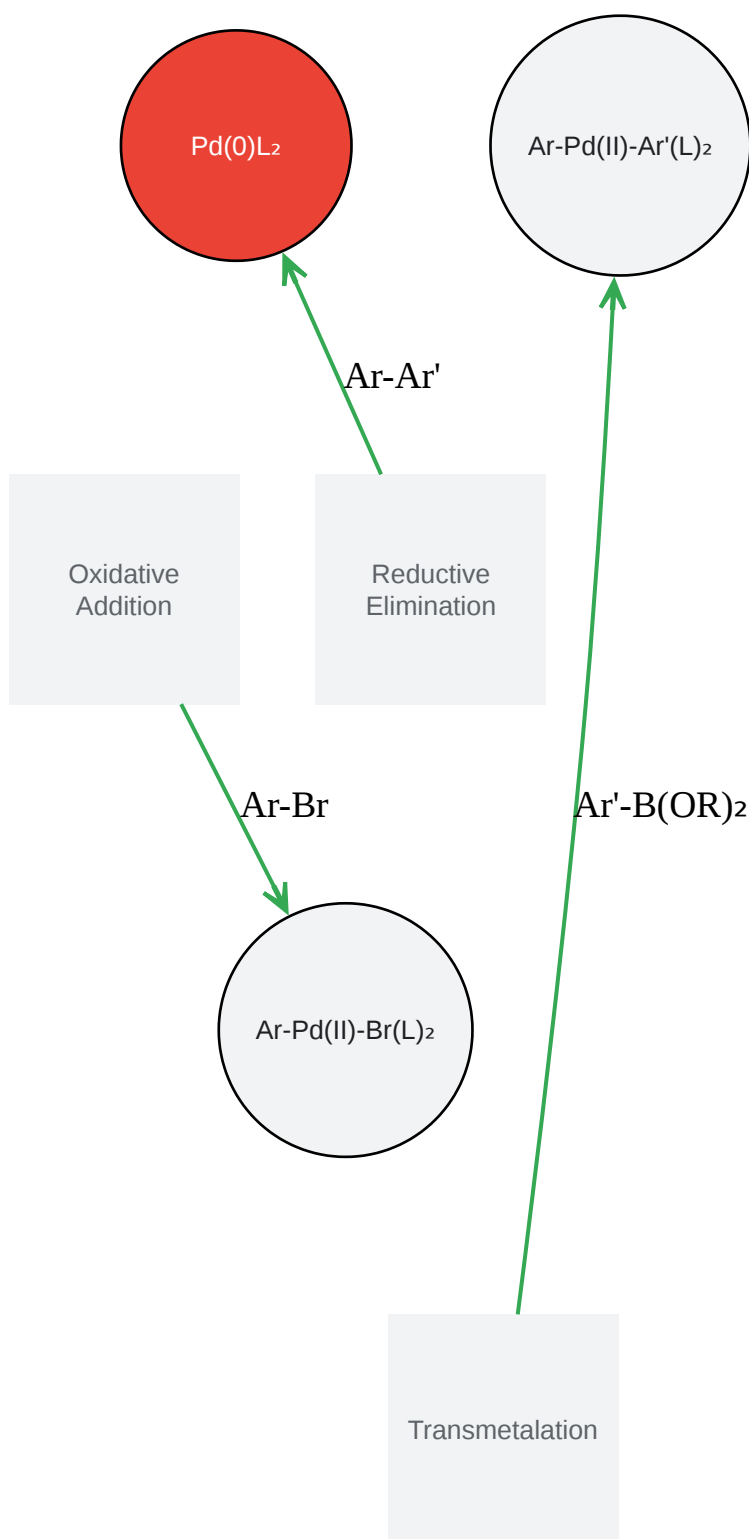 Pd(0)L₂
Ar-Pd(II)-Ar'(L)₂
Ar-Ar'
Oxidative
Addition
Reductive
Elimination
Ar-Br
Ar'-B(OR)₂
Ar-Pd(II)-Br(L)₂
Transmetalation